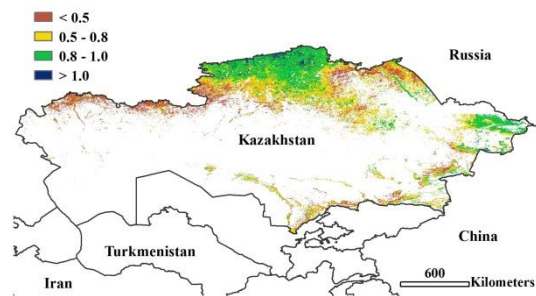 < 0.5
0.5 - 0.8
0.8 - 1.0
> 1.0
Russia
Kazakhstan
China
Turkmenistan
Iran
600
Kilometers